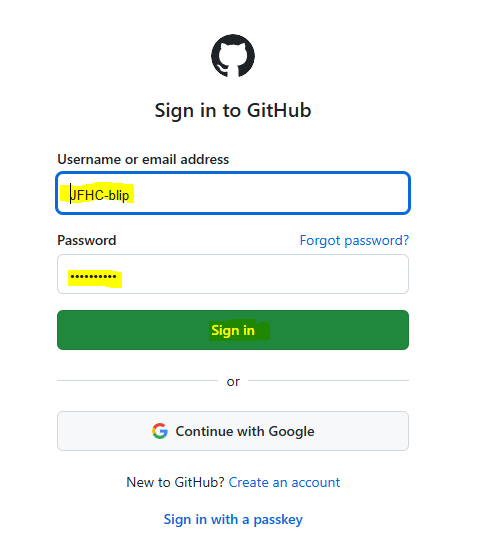 Sign in to GitHub
Username or email address
JFHC-blip
Password Forgot password?
••••••••••
Sign in
or
Continue with Google
New to GitHub? Create an account
Sign in with a passkey